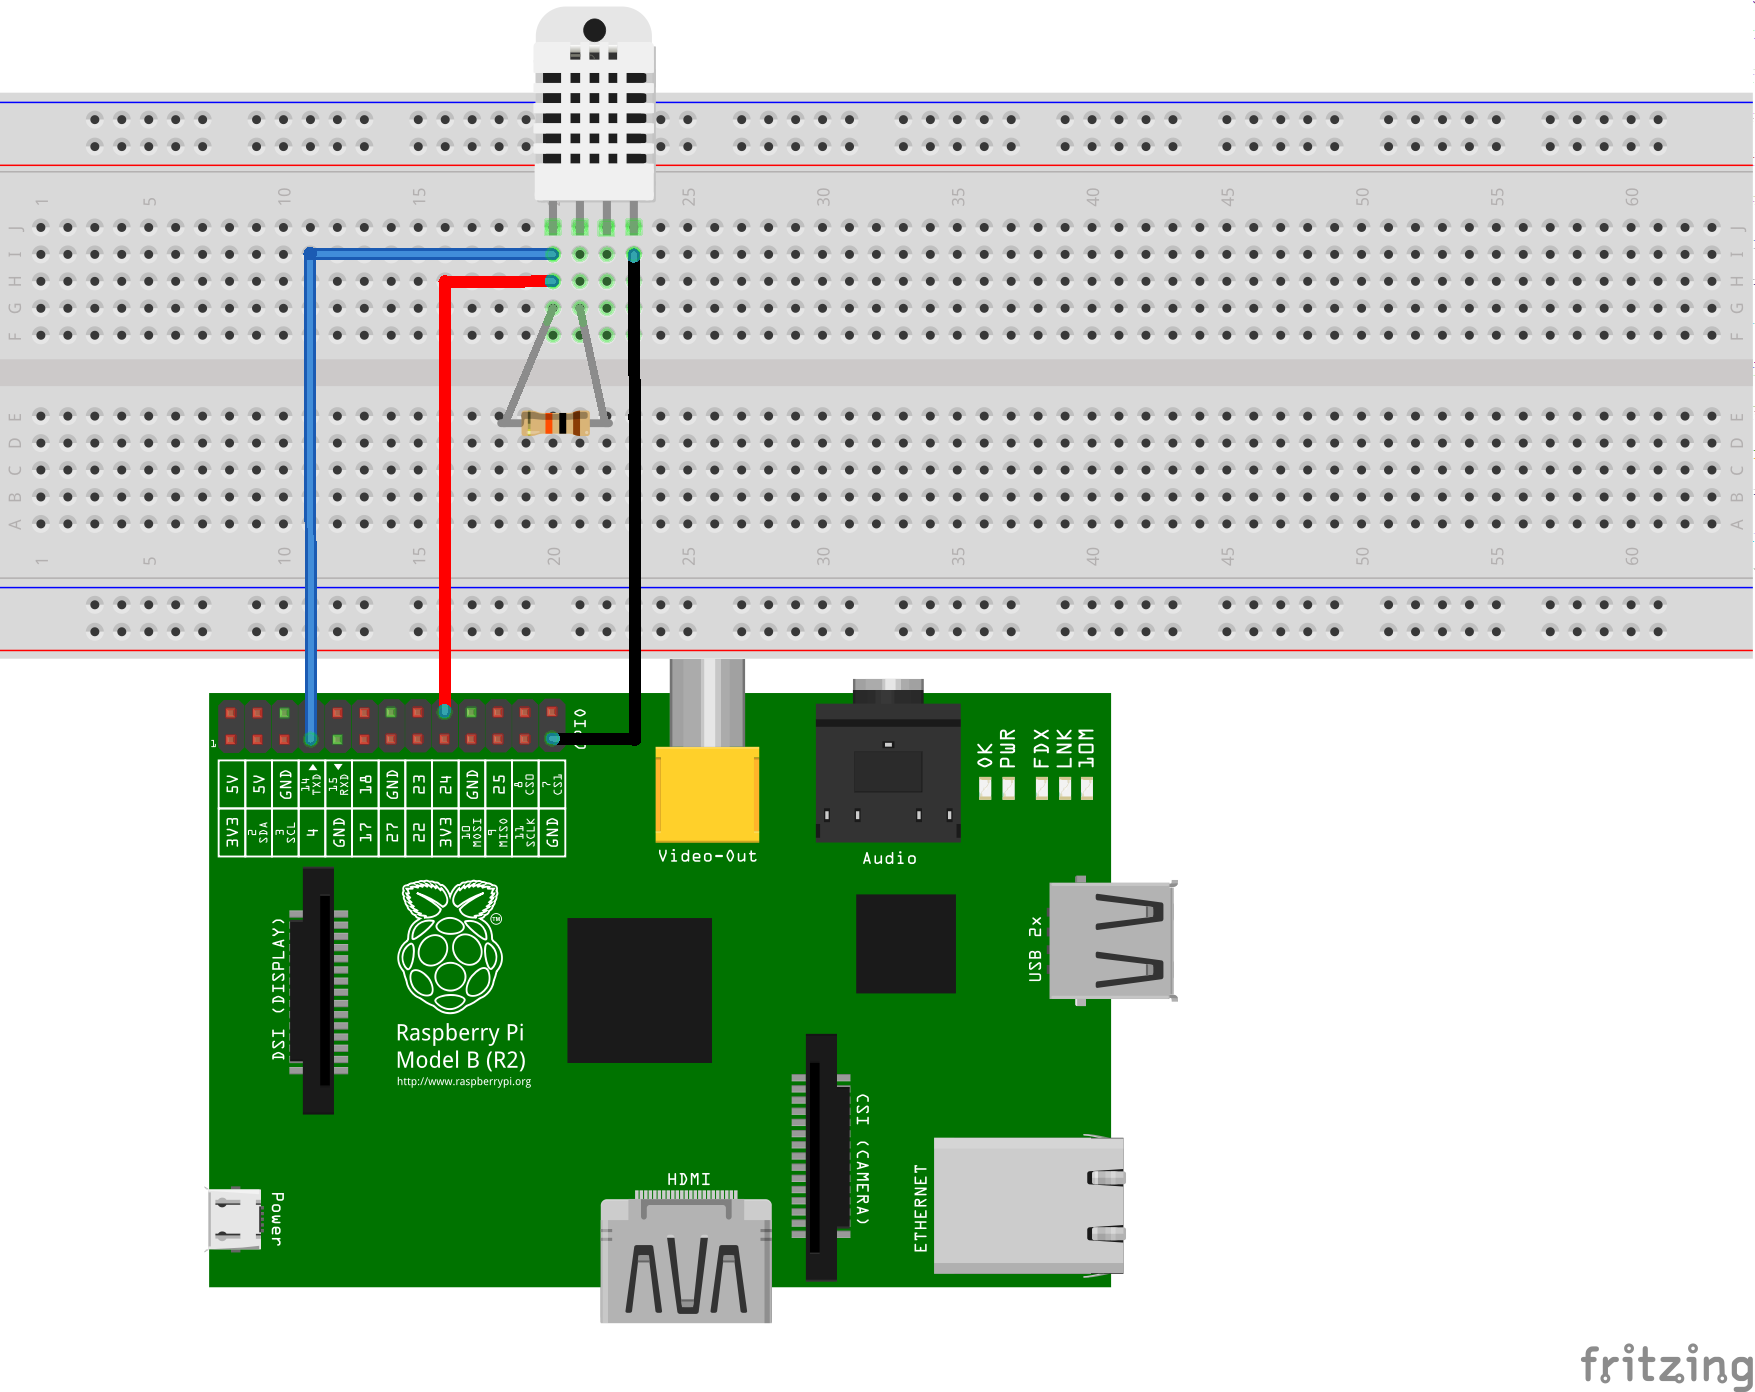 1 5 10 15 25 30 35 40 45 50 55 60
J J
I I
H H
G G
F F
E E
D D
C C
B B
A A
1 5 10 15 20 25 30 35 40 45 50 55 60
1
5V 5V GND 14 TXD 15 RXD 18 GND 23 24 GND 25 8 CS0 7 CS1
3V3 2 SDA 3 SCL 4 GND 17 27 22 3V3 10 MOSI 9 MISO 11 SCLK GND
OK PWR FDX LNK 10M
Video-Out
Audio
DSI (DISPLAY)
USB 2x
TM
Raspberry Pi
Model B (R2)
http://www.raspberrypi.org
CSI (CAMERA)
HDMI
ETHERNET
Power
fritzing